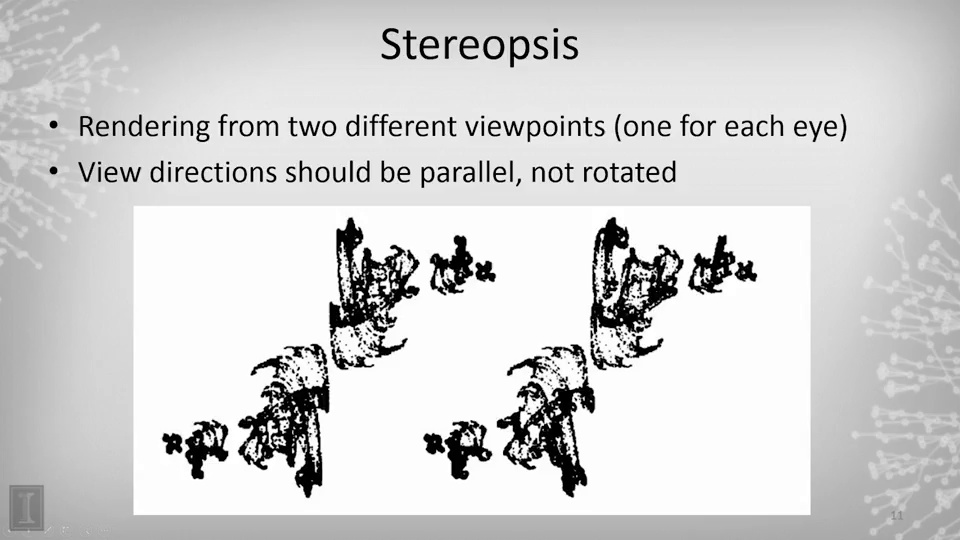 Stereopsis
• Rendering from two different viewpoints (one for each eye)
• View directions should be parallel, not rotated
I
11